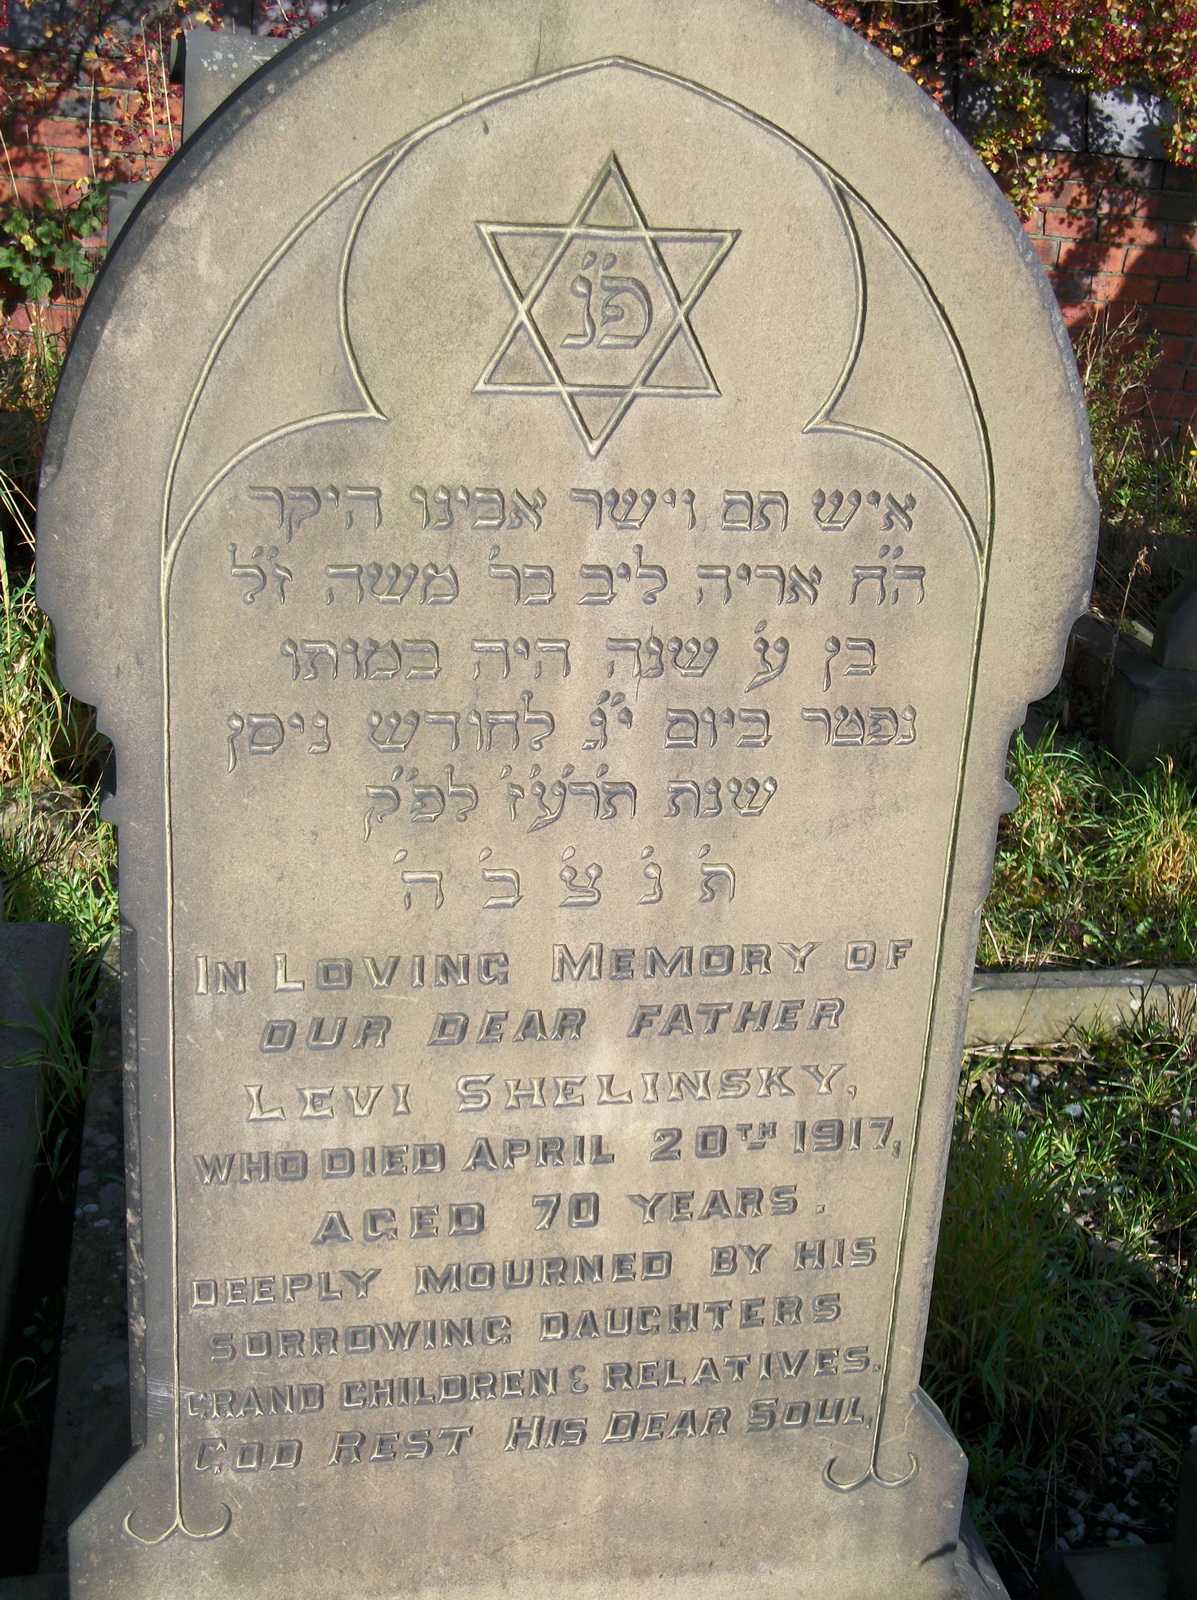 פ״נ
איש תם וישר אבינו היקר
ה״ח אריה ליב בר׳ משה ז״ל
בן ע׳ שנה היה במותו
נפטר ביום י״ג לחודש ניסן
שנת ת׳ר׳ע׳ז׳ לפ״ק
ת׳ נ׳ צ׳ ב׳ ה׳
IN LOVING MEMORY OF
OUR DEAR FATHER
LEVI SHELINSKY,
WHO DIED APRIL 20TH 1917,
AGED 70 YEARS.
DEEPLY MOURNED BY HIS
SORROWING DAUGHTERS
GRAND CHILDREN & RELATIVES.
GOD REST HIS DEAR SOUL.